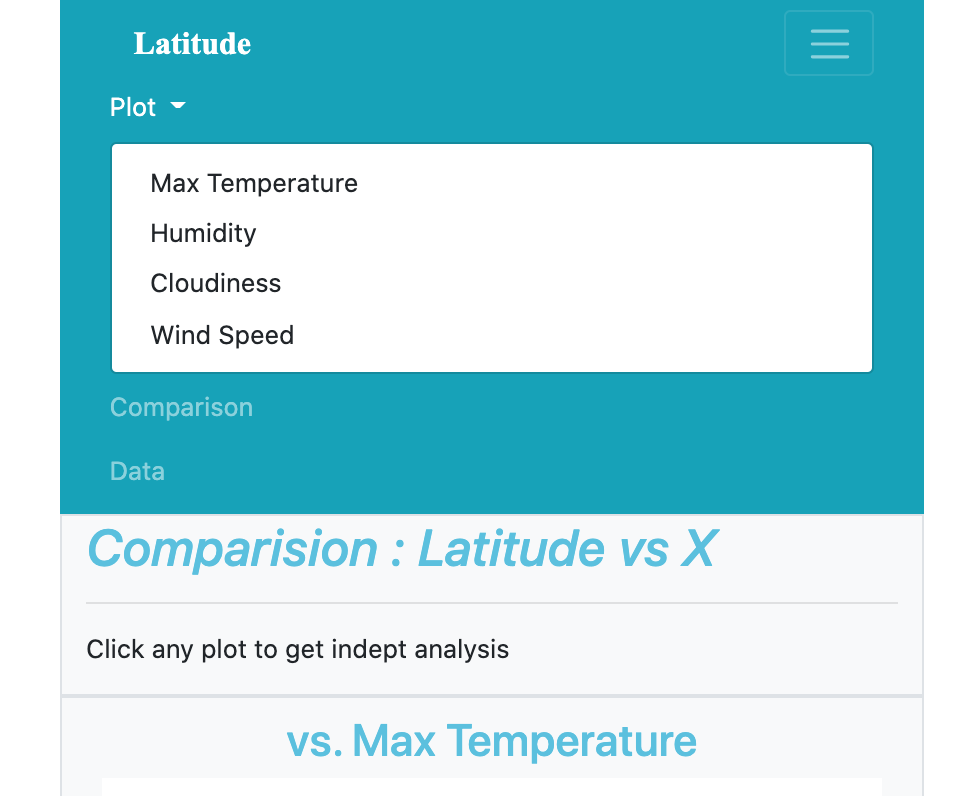 Latitude
Plot
Max Temperature
Humidity
Cloudiness
Wind Speed
Comparison
Data
Comparision : Latitude vs X
Click any plot to get indept analysis
vs. Max Temperature